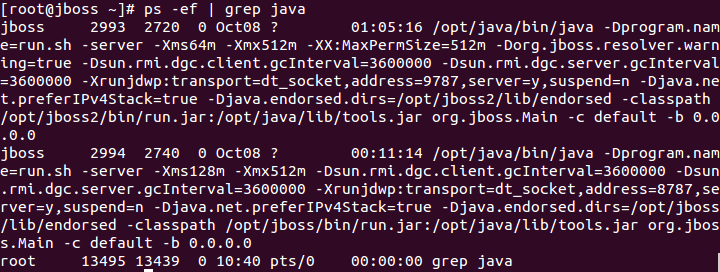 [root@jboss ~]# ps -ef | grep java
jboss     2993  2720  0 Oct08 ?        01:05:16 /opt/java/bin/java -Dprogram.nam
e=run.sh -server -Xms64m -Xmx512m -XX:MaxPermSize=512m -Dorg.jboss.resolver.warn
ing=true -Dsun.rmi.dgc.client.gcInterval=3600000 -Dsun.rmi.dgc.server.gcInterval
=3600000 -Xrunjdwp:transport=dt_socket,address=9787,server=y,suspend=n -Djava.ne
t.preferIPv4Stack=true -Djava.endorsed.dirs=/opt/jboss2/lib/endorsed -classpath
/opt/jboss2/bin/run.jar:/opt/java/lib/tools.jar org.jboss.Main -c default -b 0.0
.0.0
jboss     2994  2740  0 Oct08 ?        00:11:14 /opt/java/bin/java -Dprogram.nam
e=run.sh -server -Xms128m -Xmx512m -Dsun.rmi.dgc.client.gcInterval=3600000 -Dsun
.rmi.dgc.server.gcInterval=3600000 -Xrunjdwp:transport=dt_socket,address=8787,se
rver=y,suspend=n -Djava.net.preferIPv4Stack=true -Djava.endorsed.dirs=/opt/jboss
/lib/endorsed -classpath /opt/jboss/bin/run.jar:/opt/java/lib/tools.jar org.jbos
s.Main -c default -b 0.0.0.0
root     13495 13439  0 10:40 pts/0    00:00:00 grep java